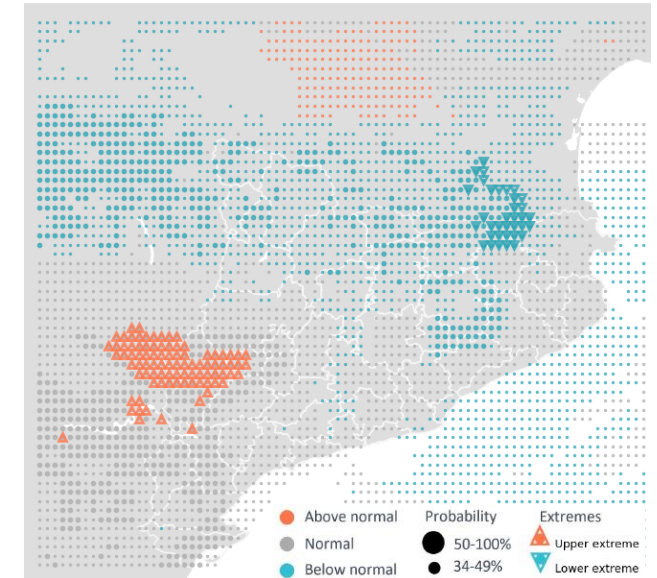 Above normal
Normal
Below normal
Probability
50-100%
34-49%
Extremes
Upper extreme
Lower extreme